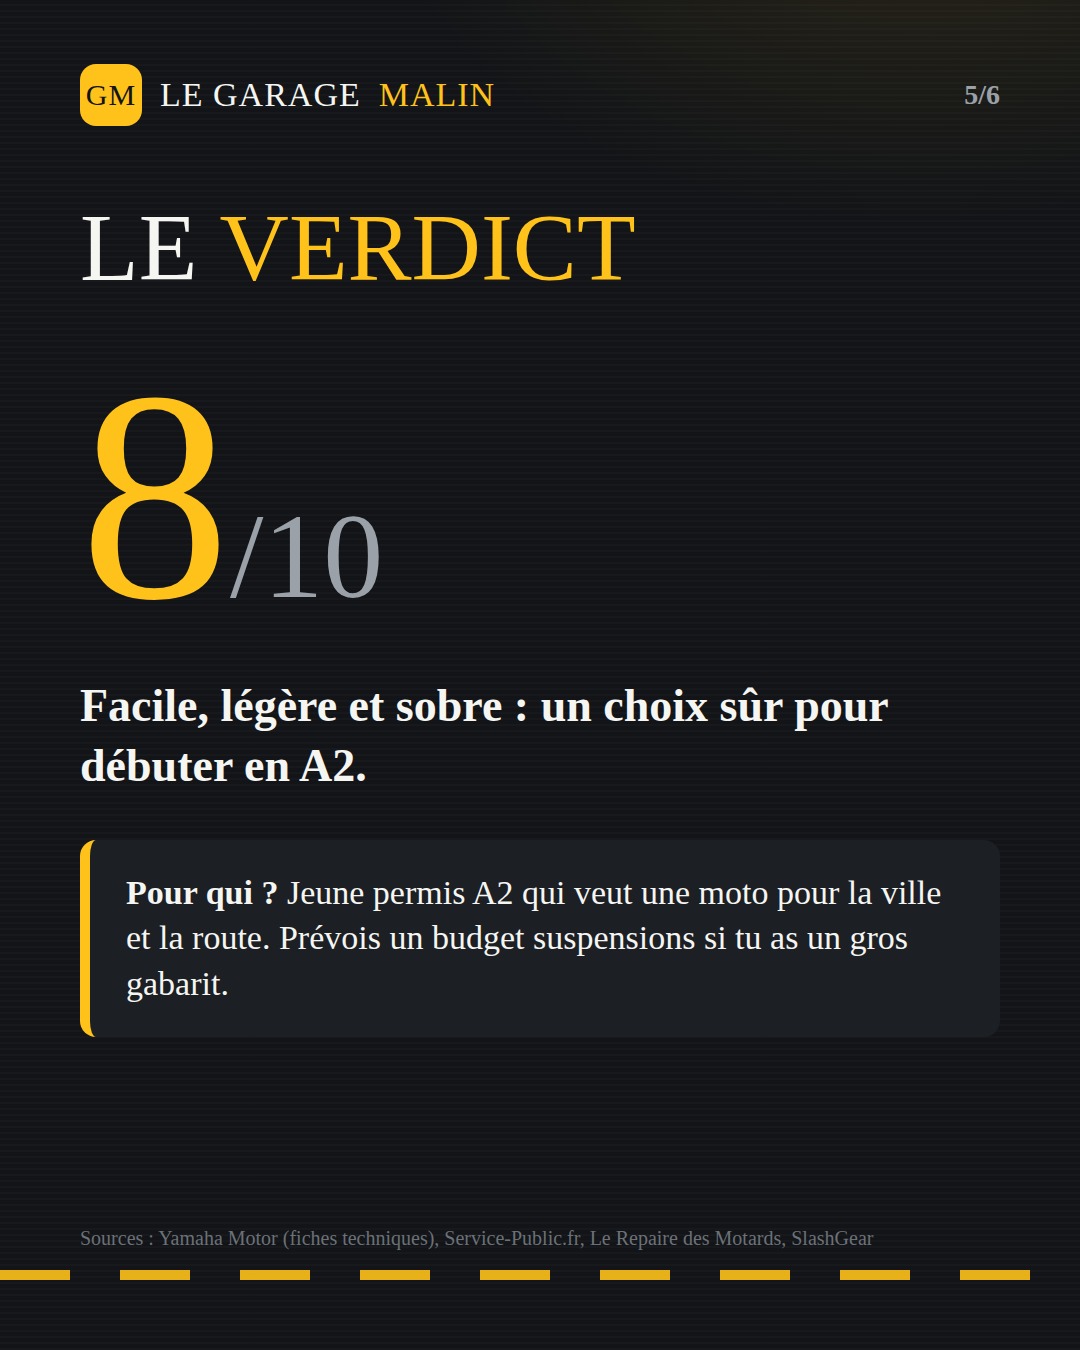 GM LE GARAGE MALIN 5/6
LE VERDICT
8/10
Facile, légère et sobre : un choix sûr pour
débuter en A2.
Pour qui ? Jeune permis A2 qui veut une moto pour la ville
et la route. Prévois un budget suspensions si tu as un gros
gabarit.
Sources : Yamaha Motor (fiches techniques), Service-Public.fr, Le Repaire des Motards, SlashGear